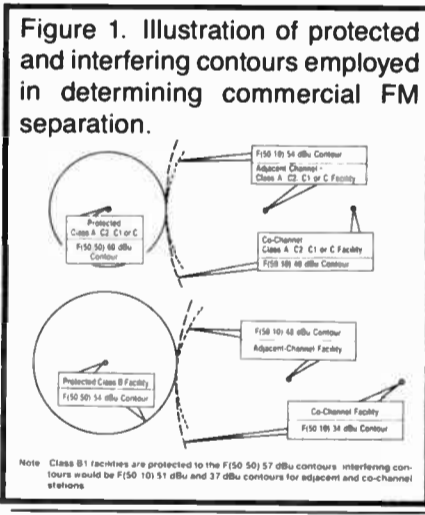 Figure 1. Illustration of protected
and interfering contours employed
in determining commercial FM
separation.
F(50 10) 54 dBu Contour
Adjacent Channel -
Class A C2 C1 or C Facility
Protected
Class A C2 C1 or C
F(50 50) 60 dBu
Contour
Co-Channel
Class A C2 C1 or C Facility
F(50 10) 40 dBu Contour
F(50 10) 48 dBu Contour
Adjacent-Channel Facility
Protected Class B Facility
F(50 50) 54 dBu Contour
Co-Channel Facility
F(50 10) 34 dBu Contour
Note Class B1 facilities are protected to the F(50 50) 57 dBu contours interfering con-
tours would be F(50 10) 51 dBu and 37 dBu contours for adjacent and co-channel
stations